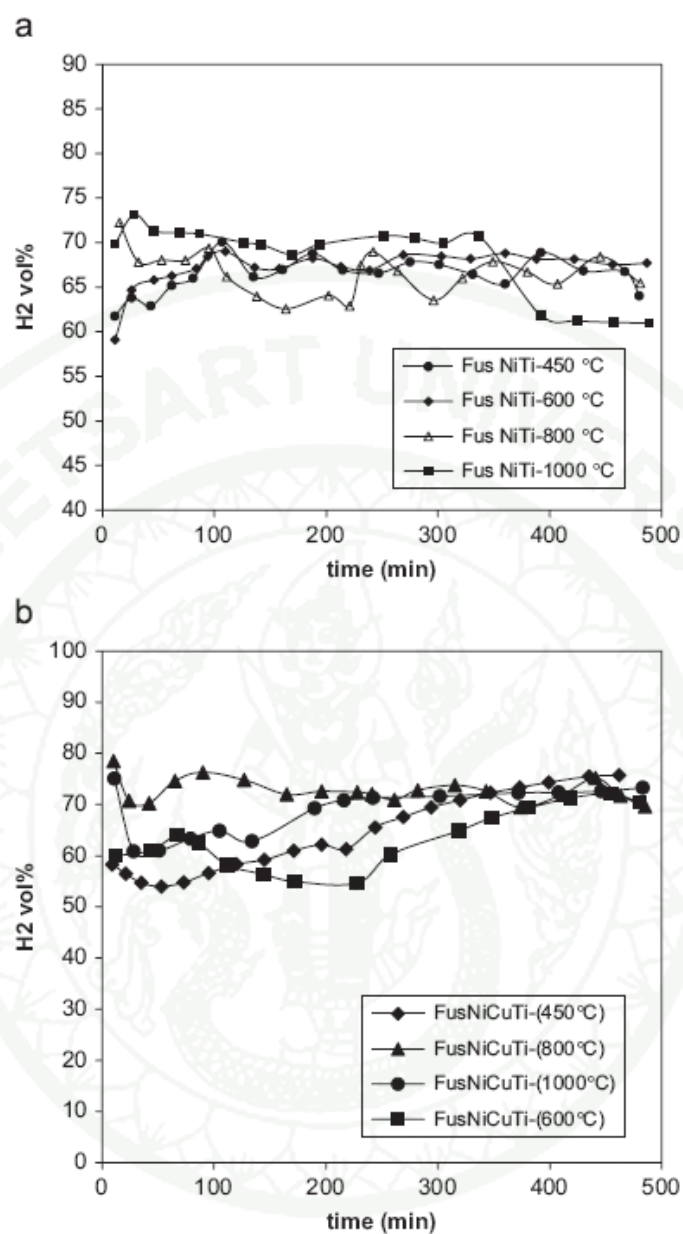 a
90
85
80
75
70
65
60
55
50
45
40
H2 vol%
Fus NiTi-450 °C
Fus NiTi-600 °C
Fus NiTi-800 °C
Fus NiTi-1000 °C
0 100 200 300 400 500
time (min)
b
100
90
80
70
60
50
40
30
20
10
0
H2 vol%
FusNiCuTi-(450°C)
FusNiCuTi-(800°C)
FusNiCuTi-(1000°C)
FusNiCuTi-(600°C)
0 100 200 300 400 500
time (min)